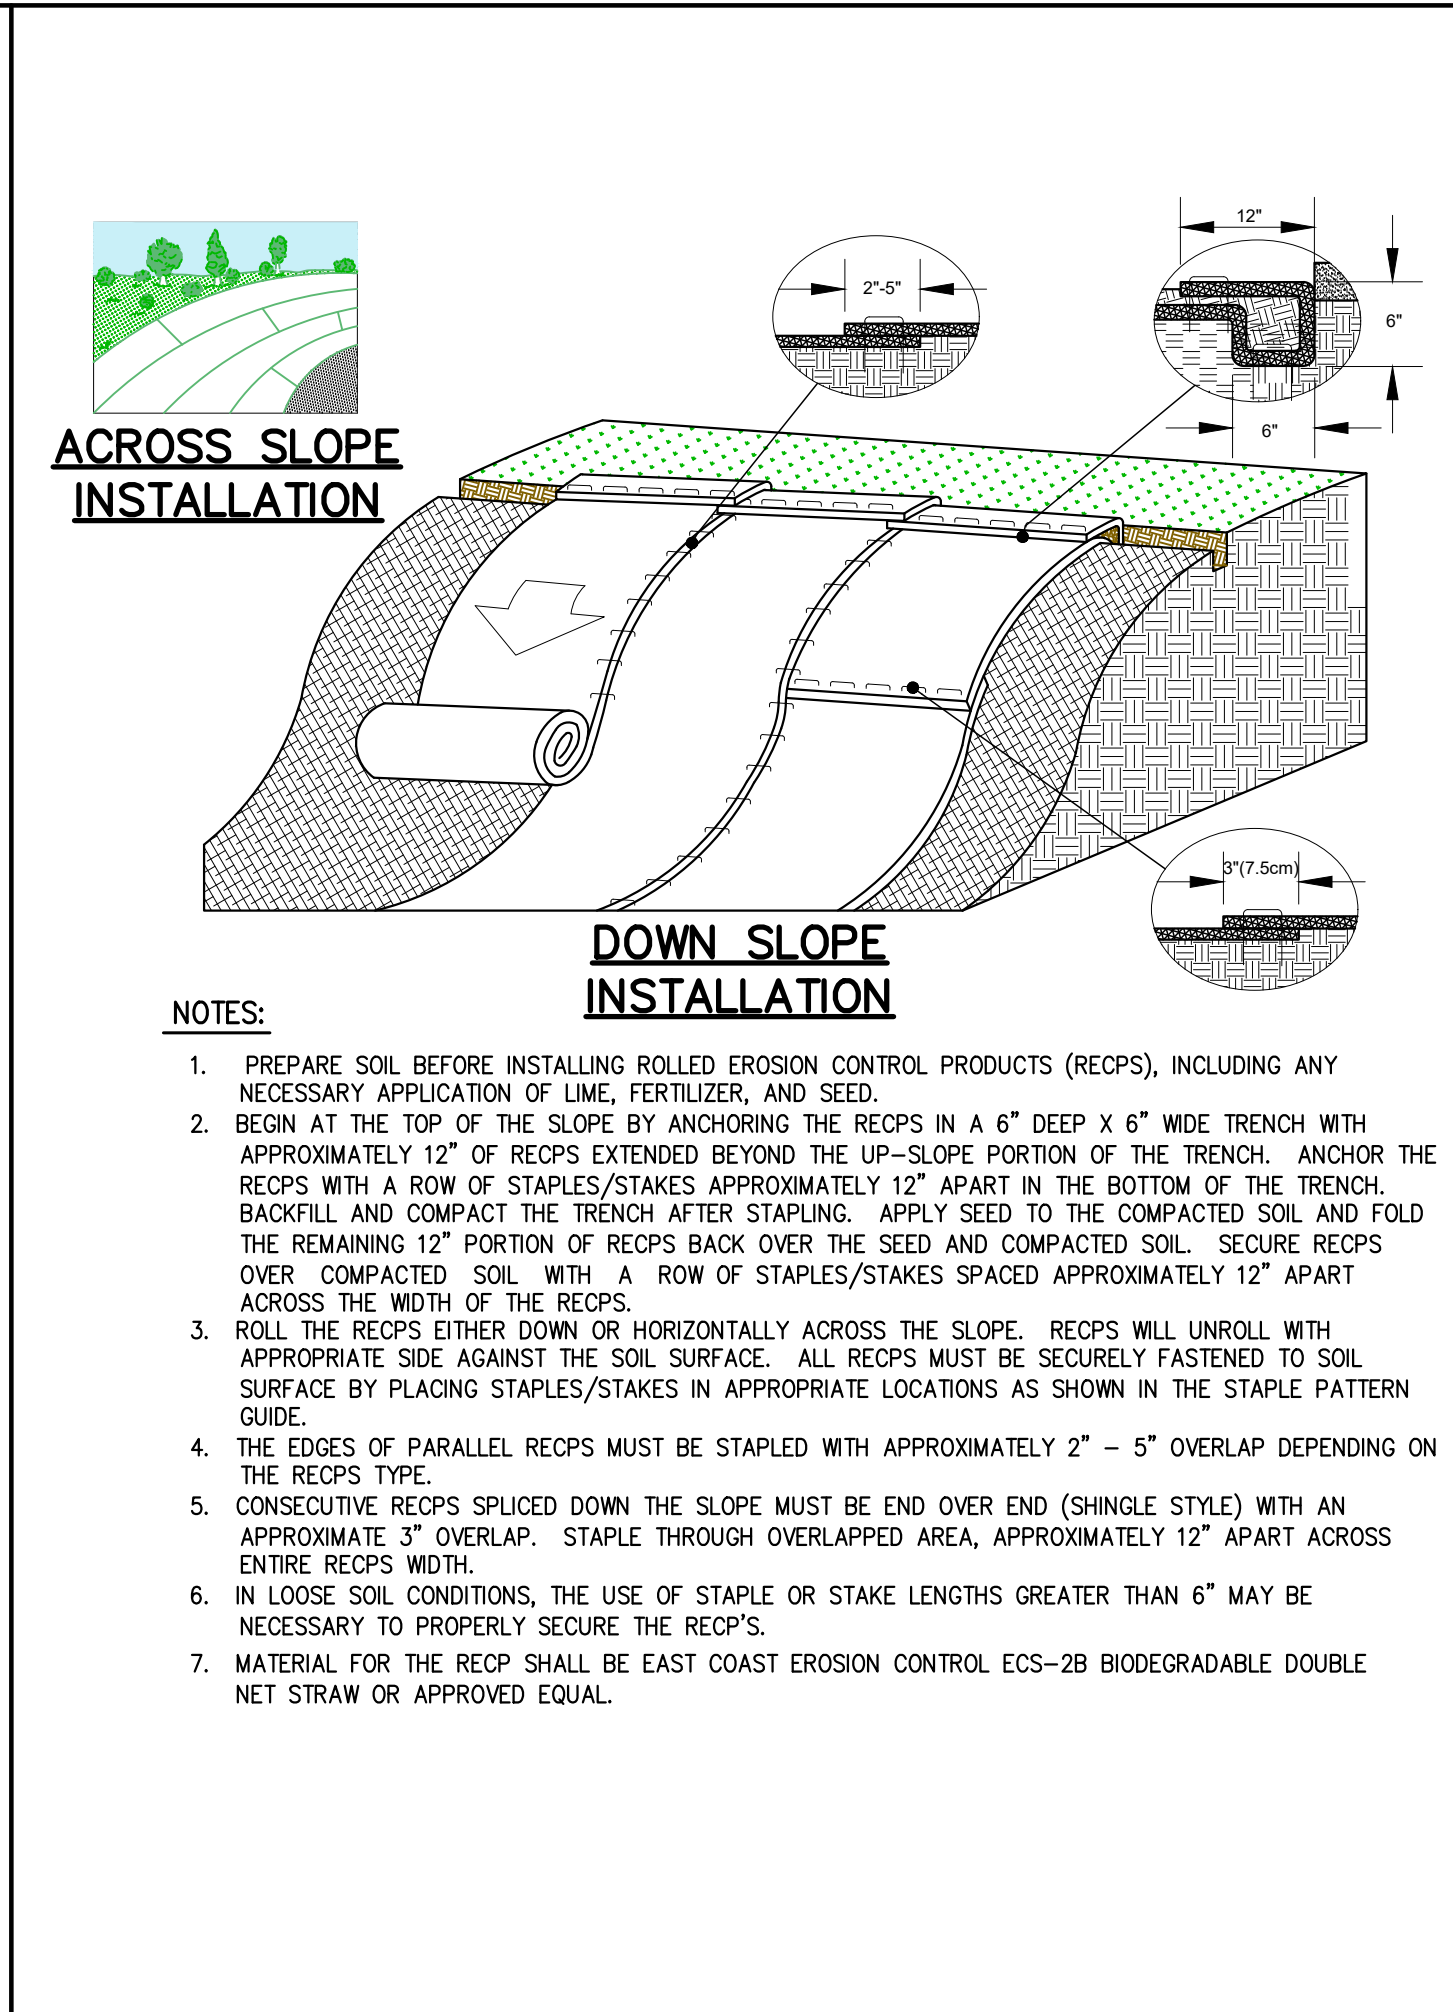 12"
2"-5"
6"
6"
ACROSS SLOPE
INSTALLATION
3"(7.5cm)
DOWN SLOPE
INSTALLATION
NOTES:
1. PREPARE SOIL BEFORE INSTALLING ROLLED EROSION CONTROL PRODUCTS (RECPS), INCLUDING ANY
NECESSARY APPLICATION OF LIME, FERTILIZER, AND SEED.
2. BEGIN AT THE TOP OF THE SLOPE BY ANCHORING THE RECPS IN A 6" DEEP X 6" WIDE TRENCH WITH
APPROXIMATELY 12" OF RECPS EXTENDED BEYOND THE UP-SLOPE PORTION OF THE TRENCH. ANCHOR THE
RECPS WITH A ROW OF STAPLES/STAKES APPROXIMATELY 12" APART IN THE BOTTOM OF THE TRENCH.
BACKFILL AND COMPACT THE TRENCH AFTER STAPLING. APPLY SEED TO THE COMPACTED SOIL AND FOLD
THE REMAINING 12" PORTION OF RECPS BACK OVER THE SEED AND COMPACTED SOIL. SECURE RECPS
OVER COMPACTED SOIL WITH A ROW OF STAPLES/STAKES SPACED APPROXIMATELY 12" APART
ACROSS THE WIDTH OF THE RECPS.
3. ROLL THE RECPS EITHER DOWN OR HORIZONTALLY ACROSS THE SLOPE. RECPS WILL UNROLL WITH
APPROPRIATE SIDE AGAINST THE SOIL SURFACE. ALL RECPS MUST BE SECURELY FASTENED TO SOIL
SURFACE BY PLACING STAPLES/STAKES IN APPROPRIATE LOCATIONS AS SHOWN IN THE STAPLE PATTERN
GUIDE.
4. THE EDGES OF PARALLEL RECPS MUST BE STAPLED WITH APPROXIMATELY 2" - 5" OVERLAP DEPENDING ON
THE RECPS TYPE.
5. CONSECUTIVE RECPS SPLICED DOWN THE SLOPE MUST BE END OVER END (SHINGLE STYLE) WITH AN
APPROXIMATE 3" OVERLAP. STAPLE THROUGH OVERLAPPED AREA, APPROXIMATELY 12" APART ACROSS
ENTIRE RECPS WIDTH.
6. IN LOOSE SOIL CONDITIONS, THE USE OF STAPLE OR STAKE LENGTHS GREATER THAN 6" MAY BE
NECESSARY TO PROPERLY SECURE THE RECP'S.
7. MATERIAL FOR THE RECP SHALL BE EAST COAST EROSION CONTROL ECS-2B BIODEGRADABLE DOUBLE
NET STRAW OR APPROVED EQUAL.